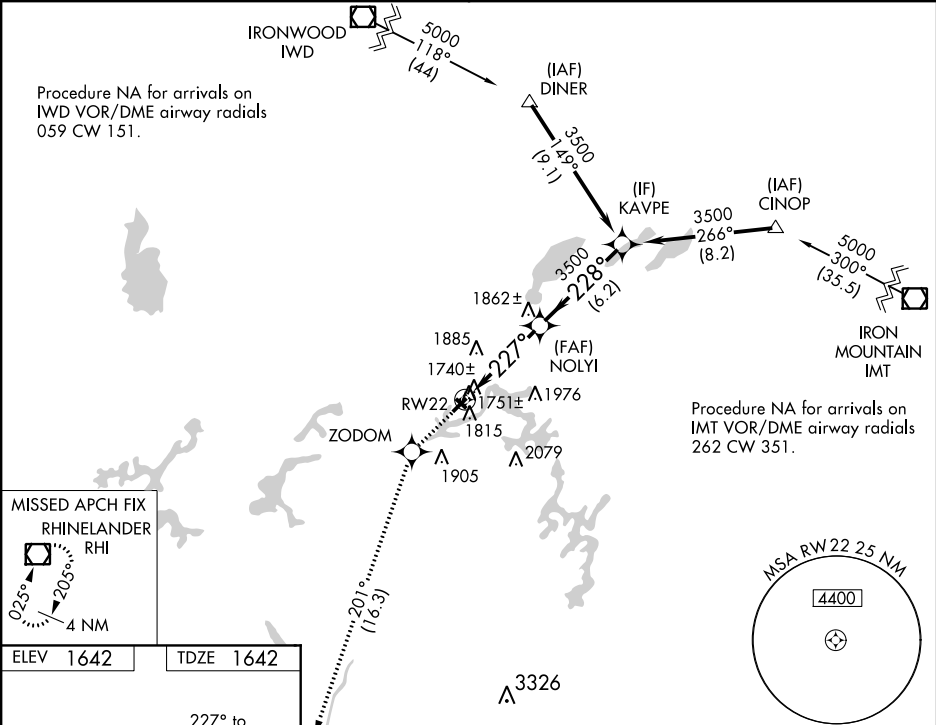 IRONWOOD
IWD
5000
118°
(44)
Procedure NA for arrivals on
IWD VOR/DME airway radials
059 CW 151.
(IAF)
DINER
3500
149°
(9.1)
(IF)
KAVPE
(IAF)
CINOP
3500
266°
(8.2)
5000
300°
(35.5)
IRON
MOUNTAIN
IMT
3500
228°
(6.2)
1862±
(FAF)
NOLYI
227°
1885
1740±
RW22
1751±
1976
1815
ZODOM
1905
2079
Procedure NA for arrivals on
IMT VOR/DME airway radials
262 CW 351.
MISSED APCH FIX
RHINELANDER
RHI
025°
205°
4 NM
201°
(16.3)
MSA RW22 25 NM
4400
ELEV 1642
TDZE 1642
227° to
3326